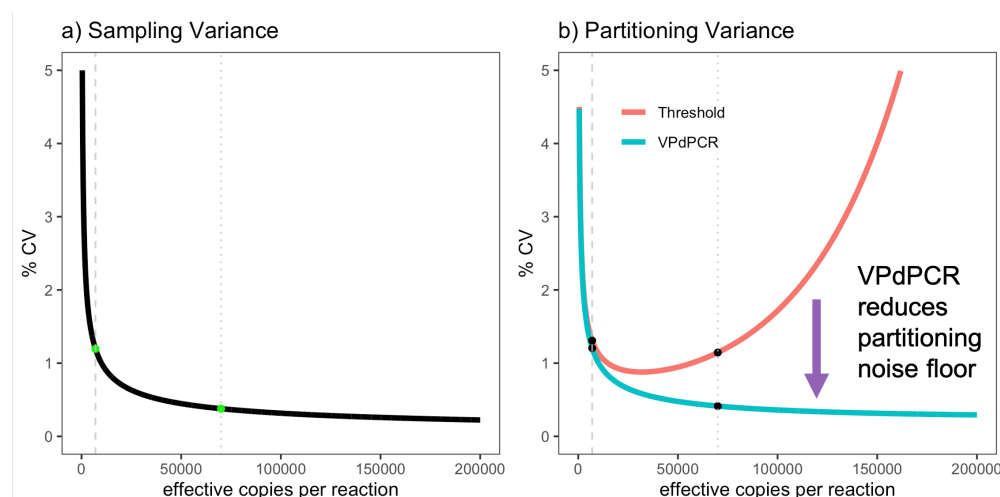 a) Sampling Variance
% CV
5
4
3
2
1
0
0 50000 100000 150000 200000
effective copies per reaction
b) Partitioning Variance
% CV
5
4
3
2
1
0
Threshold
VPdPCR
VPdPCR
reduces
partitioning
noise floor
0 50000 100000 150000 200000
effective copies per reaction